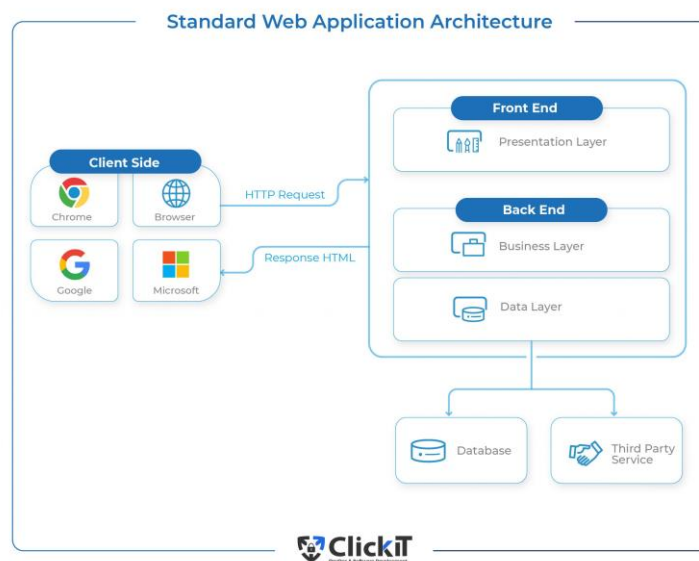 Standard Web Application Architecture
Front End
Presentation Layer
Client Side
Chrome
Browser
HTTP Request
Back End
Business Layer
Google
Microsoft
Response HTML
Data Layer
Database
Third Party
Service
ClickIT